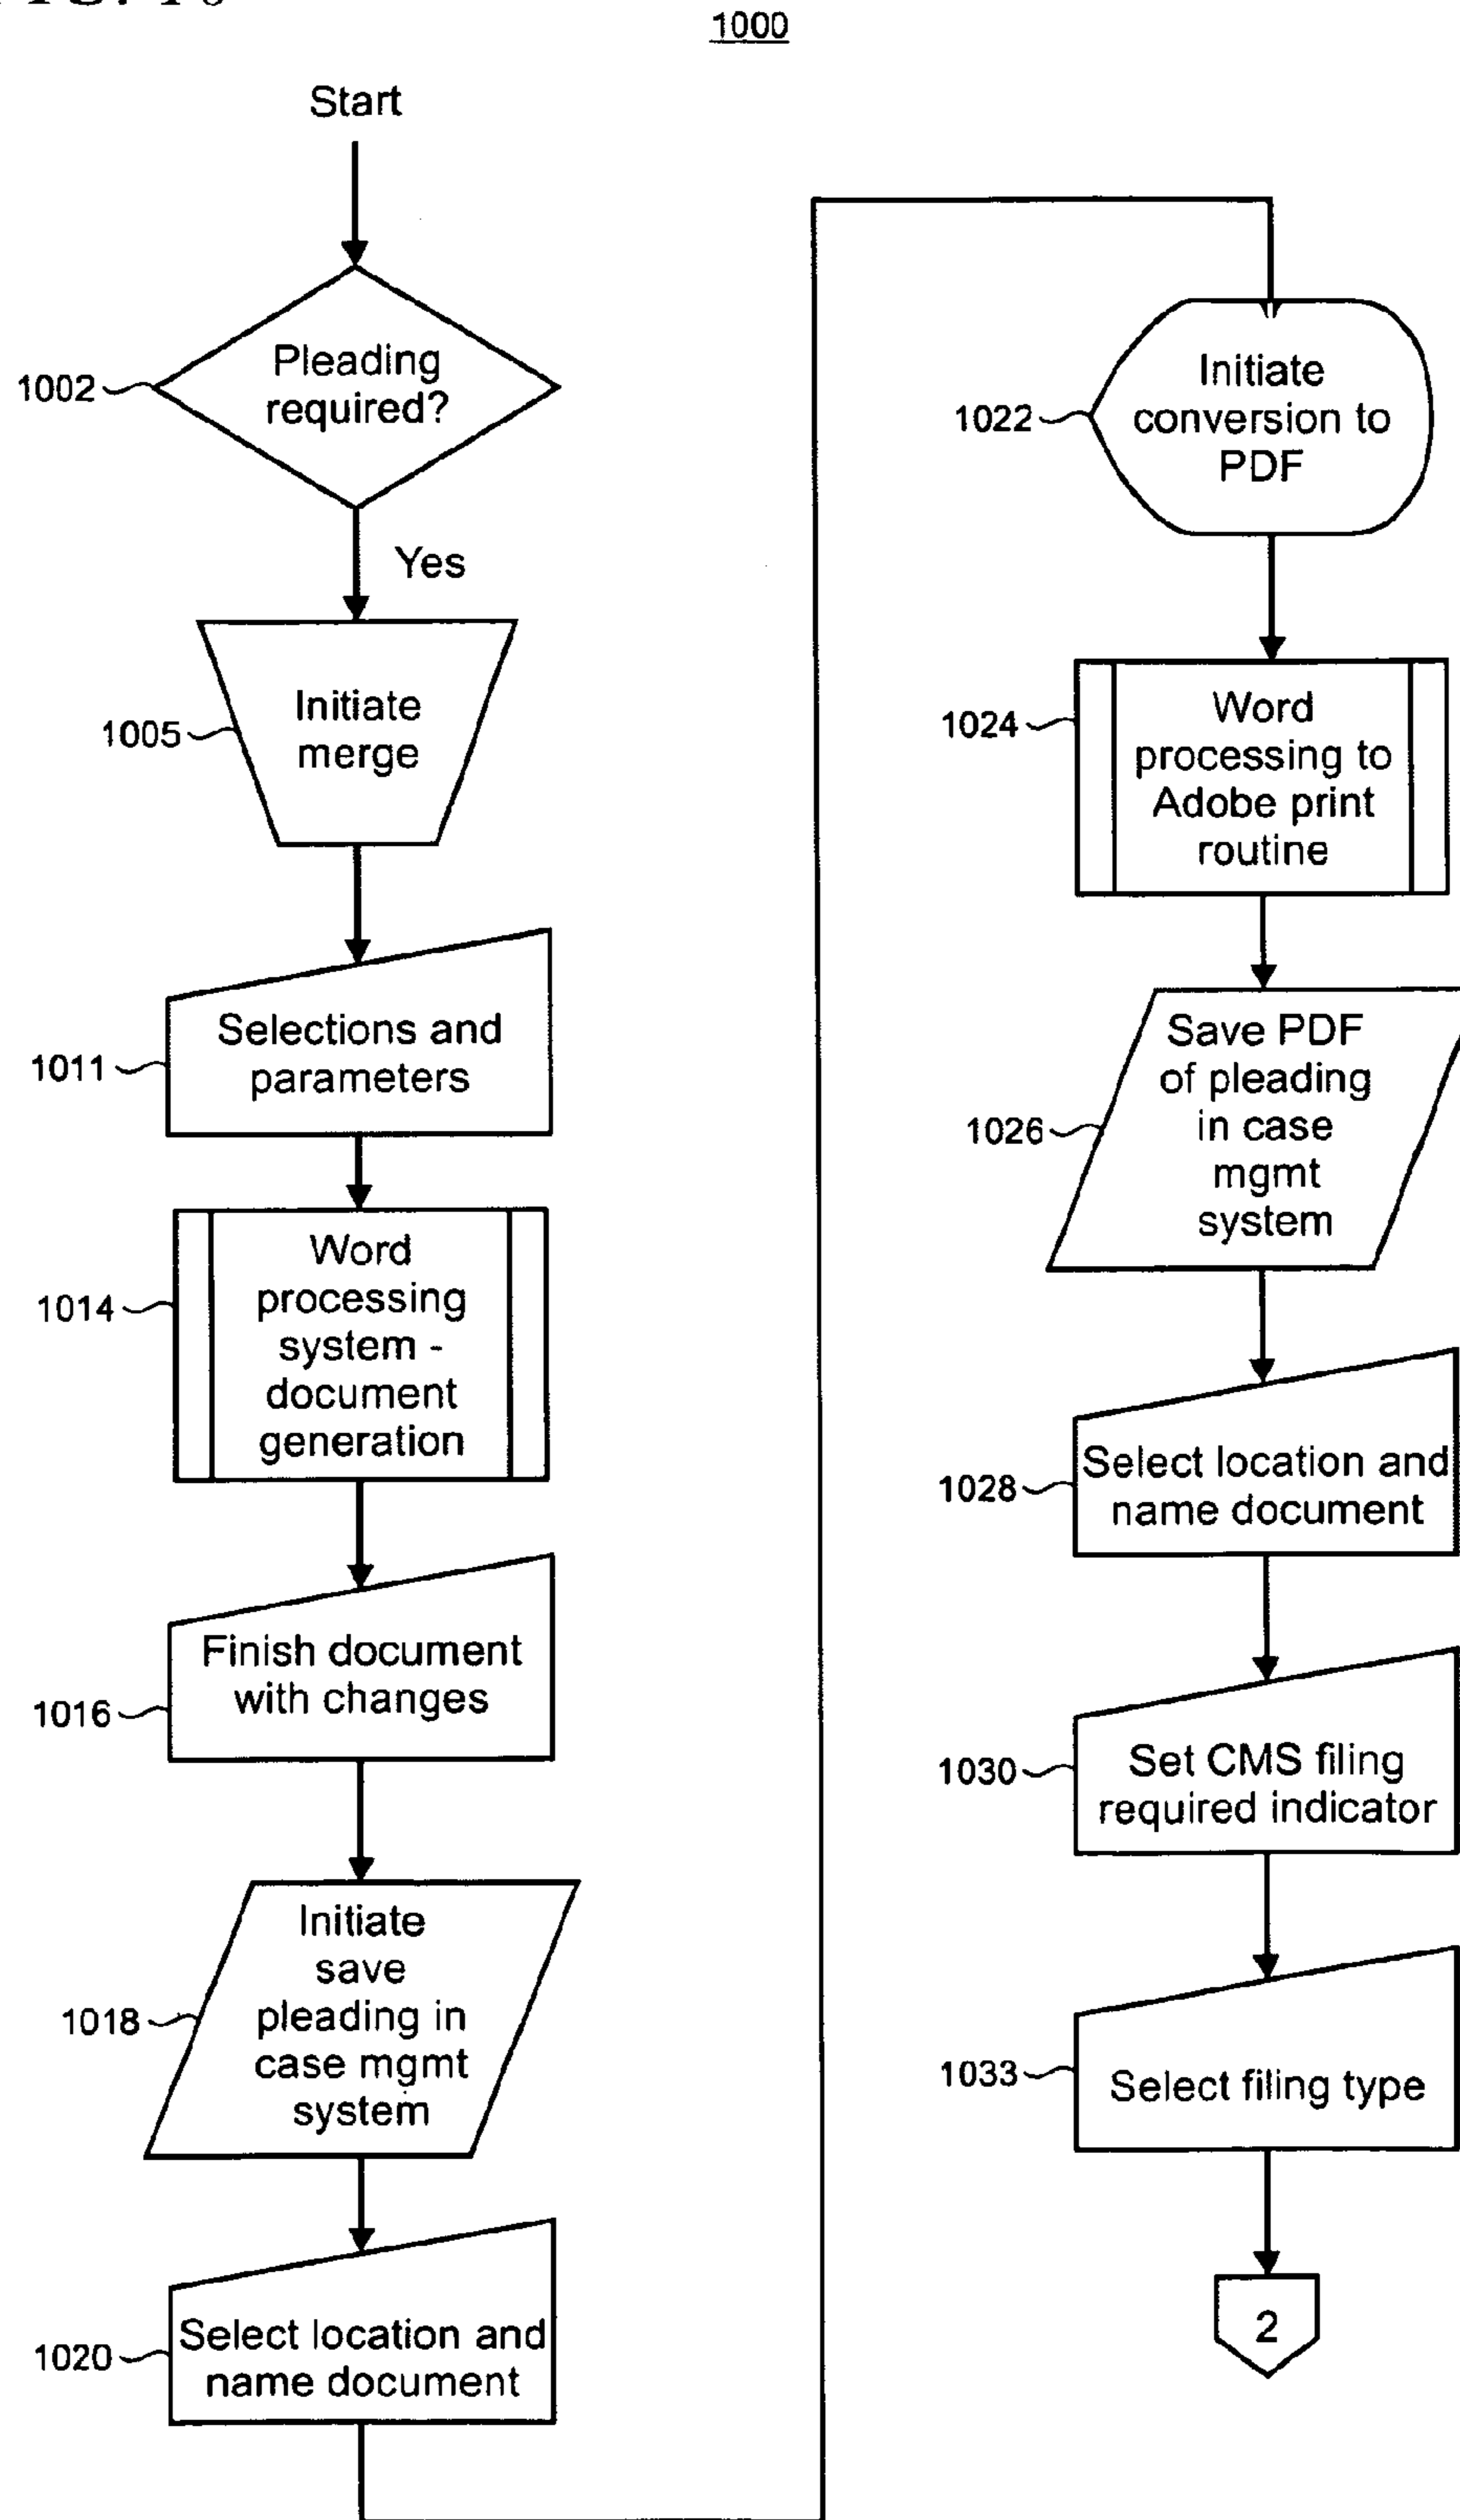 1000
Start
1002
Pleading
required?
Yes
1005
Initiate
merge
1011
Selections and
parameters
1014
Word
processing
system -
document
generation
1016
Finish document
with changes
1018
Initiate
save
pleading in
case mgmt
system
1020
Select location and
name document
1022
Initiate
conversion to
PDF
1024
Word
processing to
Adobe print
routine
1026
Save PDF
of pleading
in case
mgmt
system
1028
Select location and
name document
1030
Set CMS filing
required indicator
1033
Select filing type
2